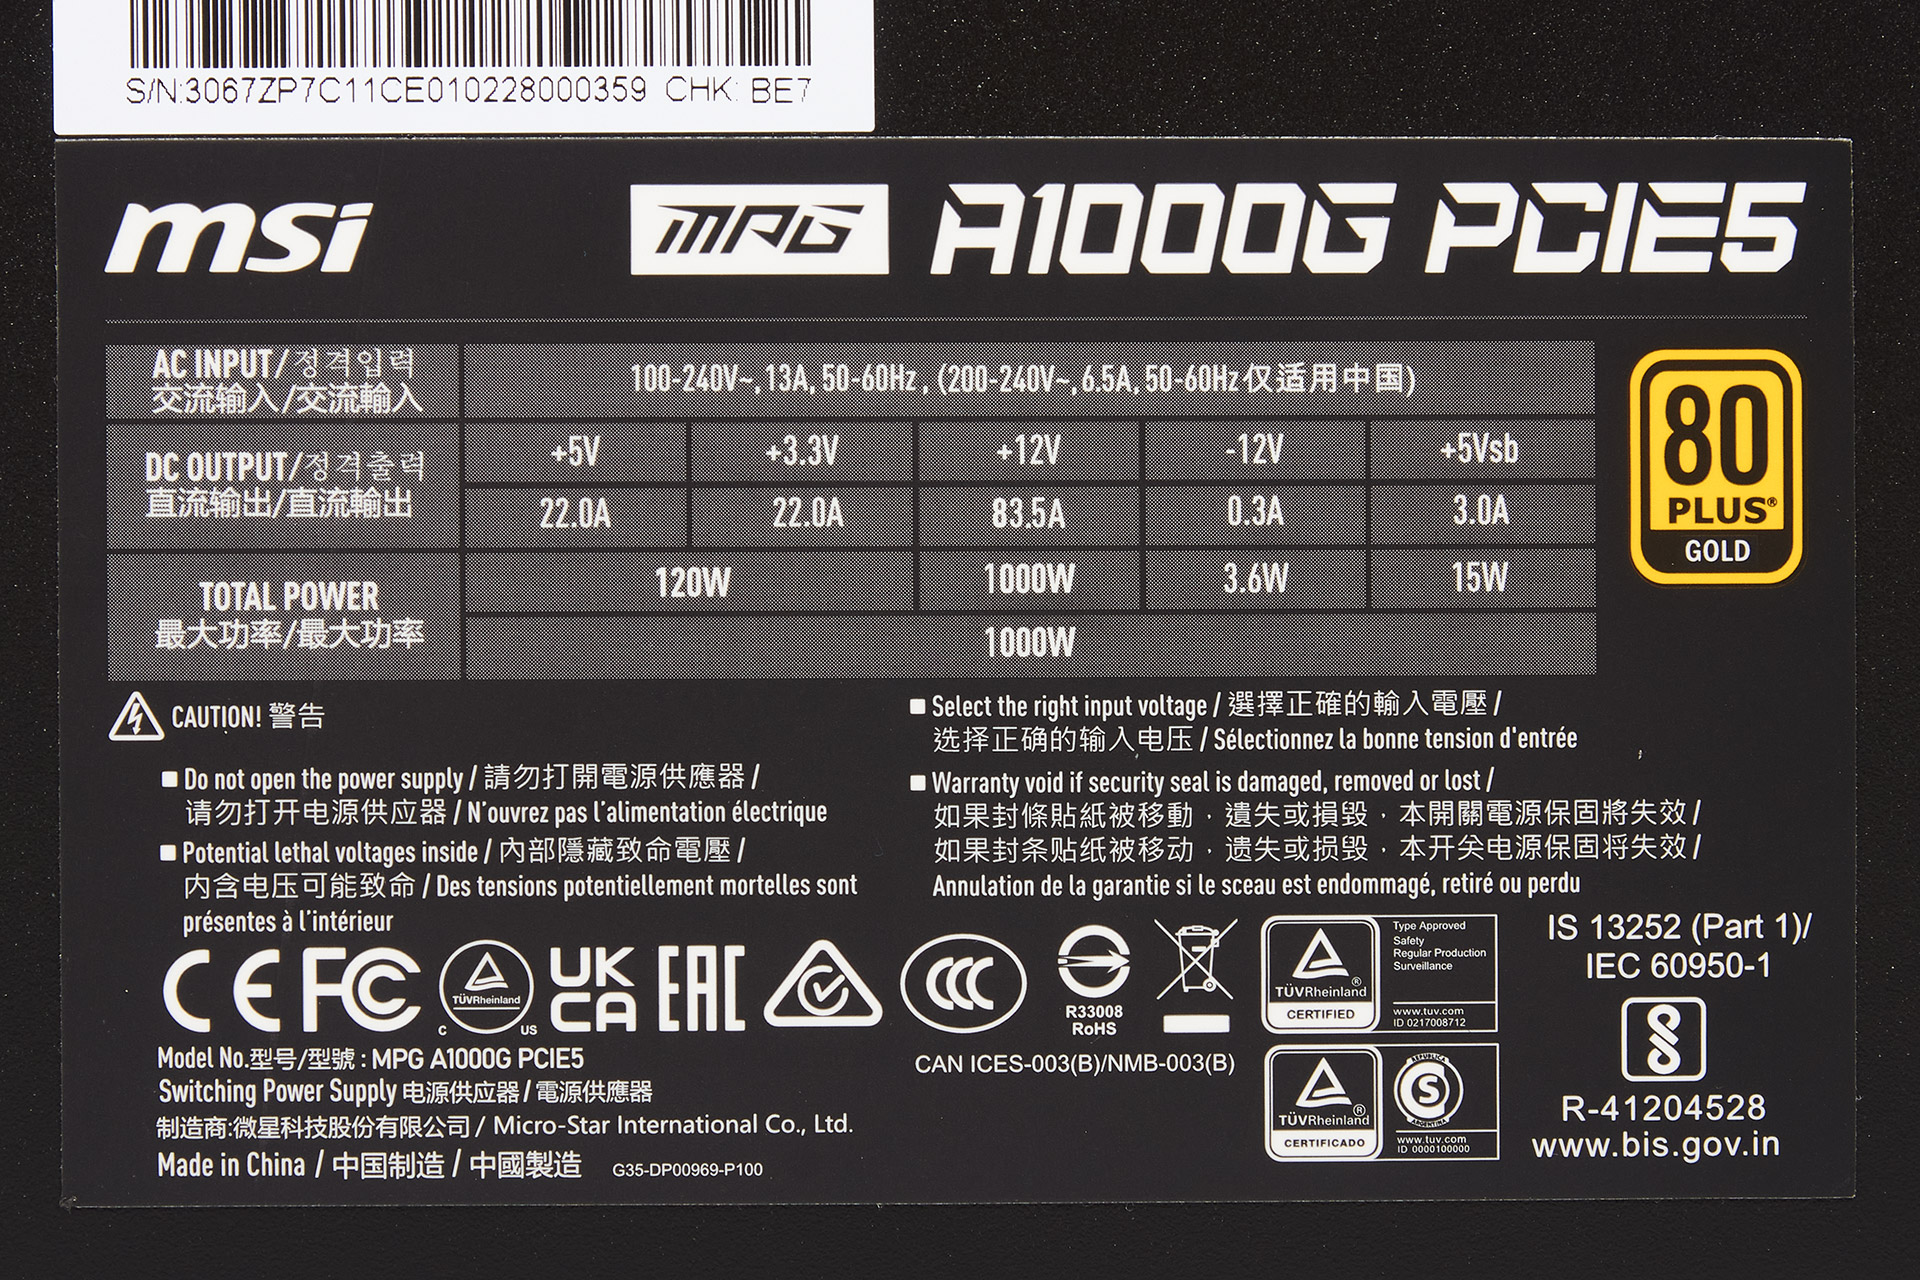 S/N:3067ZP7C11CE010228000359 CHK: BE7
msi MPG A1000G PCIE5
AC INPUT/정격입력
交流输入/交流輸入
100-240V~, 13A, 50-60Hz , (200-240V~, 6.5A, 50-60Hz仅适用中国)
DC OUTPUT/정격출력
直流输出/直流輸出
+5V +3.3V +12V -12V +5Vsb
22.0A 22.0A 83.5A 0.3A 3.0A
TOTAL POWER
最大功率/最大功率
120W 1000W 3.6W 15W
1000W
80
PLUS®
GOLD
CAUTION! 警告
Do not open the power supply / 請勿打開電源供應器 /
请勿打开电源供应器 / N'ouvrez pas l'alimentation électrique
Potential lethal voltages inside / 內部隱藏致命電壓 /
内含电压可能致命 / Des tensions potentiellement mortelles sont
présentes à l'intérieur
Select the right input voltage / 選擇正確的輸入電壓 /
选择正确的输入电压 / Sélectionnez la bonne tension d'entrée
Warranty void if security seal is damaged, removed or lost /
如果封條貼紙被移動，遺失或損毀，本開關電源保固將失效 /
如果封条贴纸被移动，遗失或损毁，本开关电源保固将失效 /
Annulation de la garantie si le sceau est endommagé, retiré ou perdu
CE FC
TÜVRheinland
C US
UK
CA
EAC
CCC
R33008
RoHS
TÜVRheinland®
CERTIFIED
Type Approved
Safety
Regular Production
Surveillance
www.tuv.com
ID 0217008712
IS 13252 (Part 1)/
IEC 60950-1
CAN ICES-003(B)/NMB-003(B)
TÜVRheinland®
CERTIFICADO
REPUBLICA
S
ARGENTINA
www.tuv.com
ID 0000100000
R-41204528
www.bis.gov.in
Model No.型号/型號 : MPG A1000G PCIE5
Switching Power Supply 电源供应器 / 電源供應器
制造商:微星科技股份有限公司 / Micro-Star International Co., Ltd.
Made in China / 中国制造 / 中國製造 G35-DP00969-P100